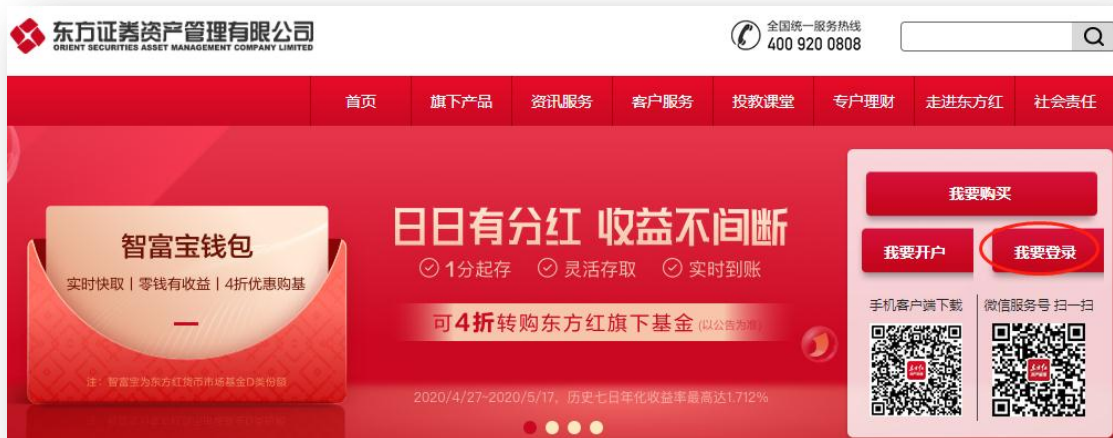 东方证券资产管理有限公司
ORIENT SECURITIES ASSET MANAGEMENT COMPANY LIMITED
全国统一服务热线
400 920 0808
首页 旗下产品 资讯服务 客户服务 投教课堂 专户理财 走进东方红 社会责任
智富宝钱包
实时快取丨零钱有收益丨4折优惠购基
注：智富宝为东方红货币市场基金D类份额
日日有分红 收益不间断
1分起存 灵活存取 实时到账
可4折转购东方红旗下基金 (以公告为准)
2020/4/27-2020/5/17，历史七日年化收益率最高达1.712%
我要购买
我要开户 我要登录
手机客户端下载 微信服务号 扫一扫